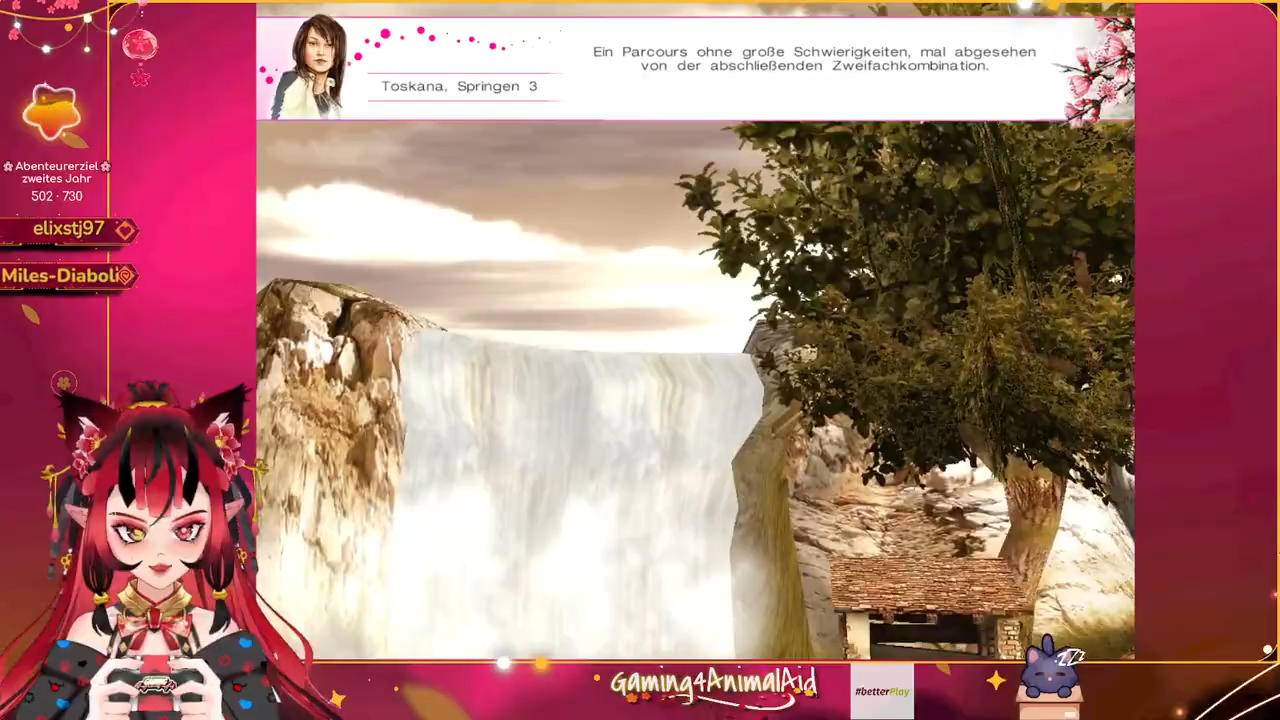 Ein Parcours ohne große Schwierigkeiten, mal abgesehen
von der abschließenden Zweifachkombination.
Toskana, Springen 3
Abenteurerziel
zweites Jahr
502 · 730
elixstj97
Miles-Diaboli
Gaming4AnimalAid
#betterPlay
zzz